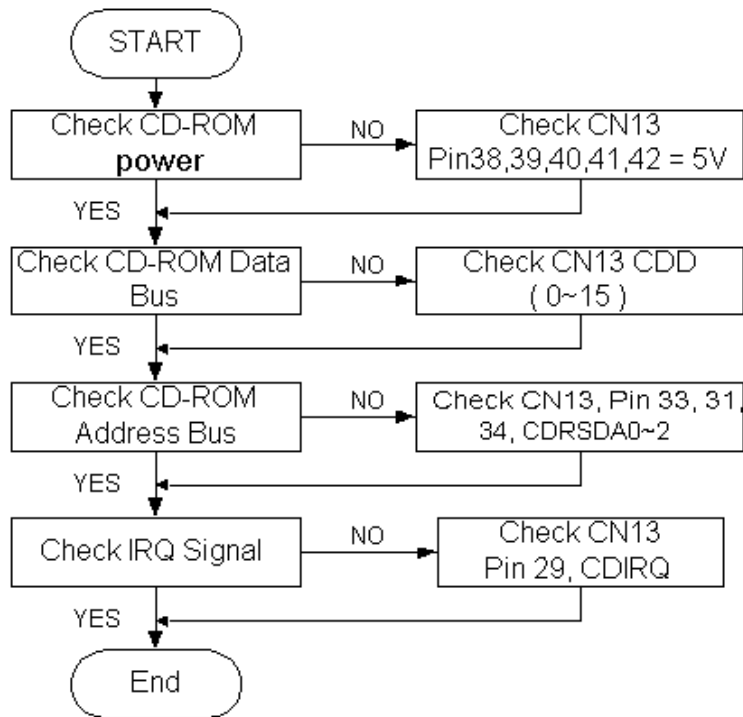 START
Check CD-ROM
power
NO
Check CN13
Pin38,39,40,41,42 = 5V
YES
Check CD-ROM Data
Bus
NO
Check CN13 CDD
( 0~15 )
YES
Check CD-ROM
Address Bus
NO
Check CN13, Pin 33, 31,
34, CDRSDA0~2
YES
Check IRQ Signal
NO
Check CN13
Pin 29, CDIRQ
YES
End